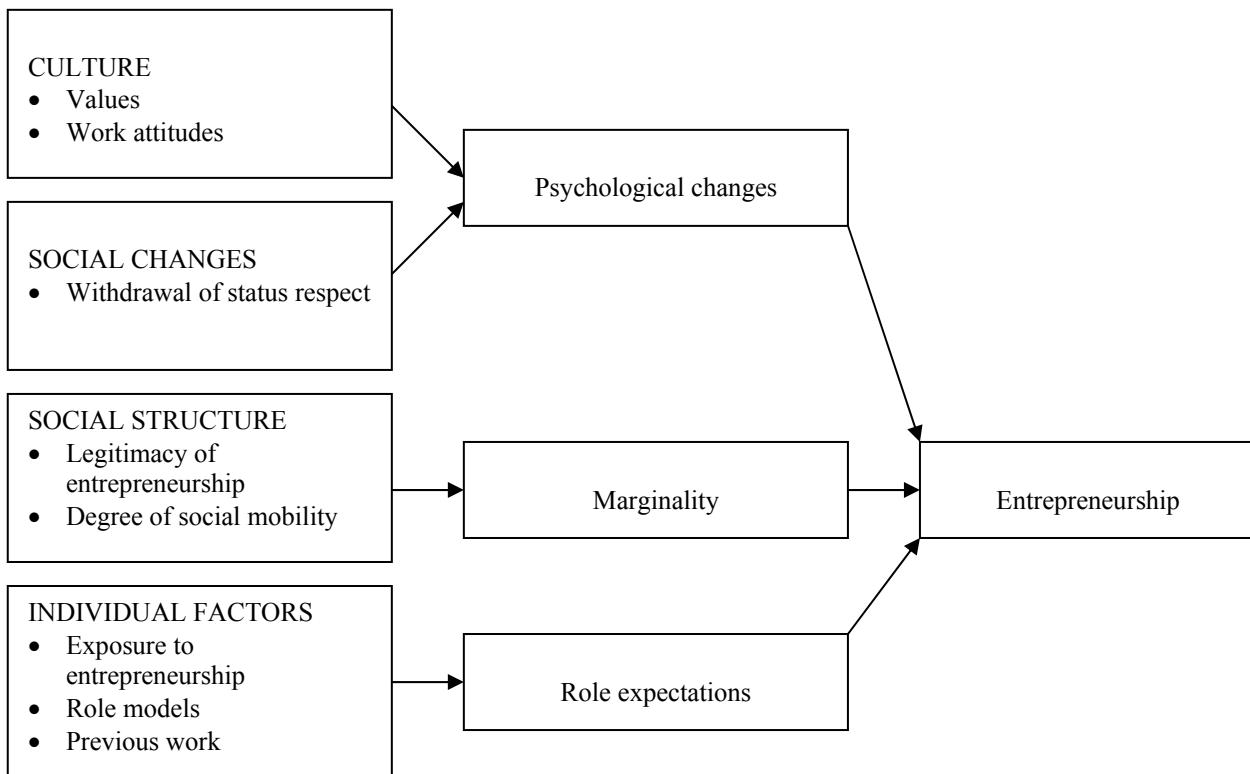 CULTURE
• Values
• Work attitudes
Psychological changes
SOCIAL CHANGES
• Withdrawal of status respect
SOCIAL STRUCTURE
• Legitimacy of
entrepreneurship
• Degree of social mobility
Marginality
Entrepreneurship
INDIVIDUAL FACTORS
• Exposure to
entrepreneurship
• Role models
• Previous work
Role expectations